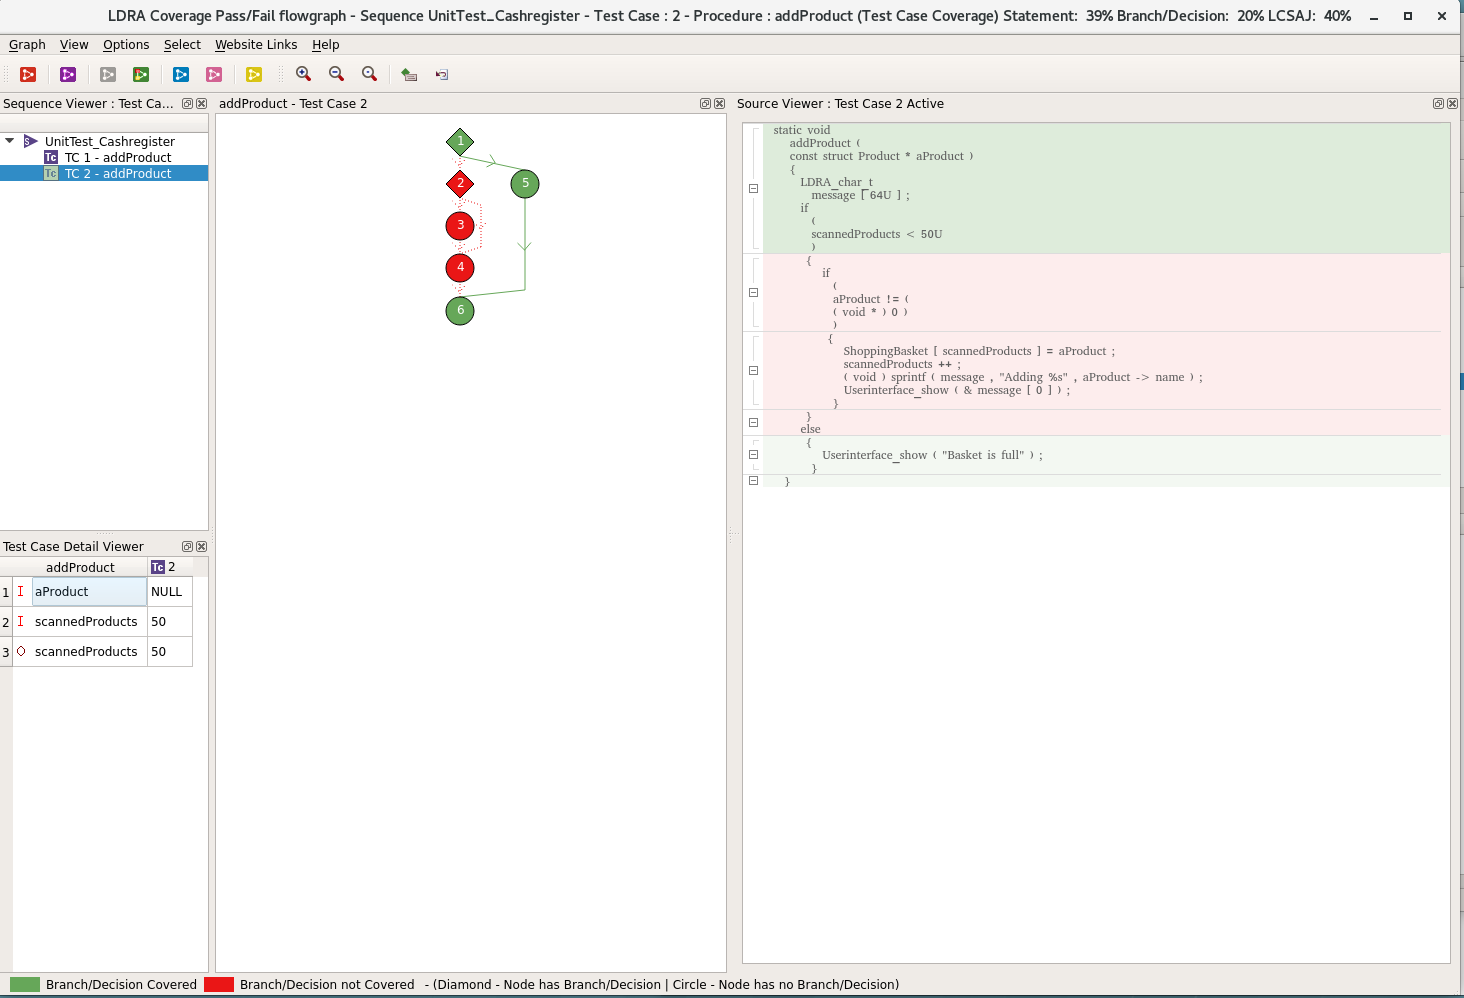 LDRA Coverage Pass/Fail flowgraph - Sequence UnitTest_Cashregister - Test Case : 2 - Procedure : addProduct (Test Case Coverage) Statement: 39% Branch/Decision: 20% LCSAJ: 40%
Graph View Options Select Website Links Help
Sequence Viewer : Test Ca...
UnitTest_Cashregister
Tc TC 1 - addProduct
Tc TC 2 - addProduct
addProduct - Test Case 2
1
2
5
3
4
6
Source Viewer : Test Case 2 Active
static void
addProduct (
const struct Product * aProduct )
{
LDRA_char_t
message [ 64U ] ;
if
(
scannedProducts < 50U
)
{
if
(
aProduct != (
( void * ) 0 )
)
{
ShoppingBasket [ scannedProducts ] = aProduct ;
scannedProducts ++ ;
( void ) sprintf ( message , "Adding %s" , aProduct -> name ) ;
Userinterface_show ( & message [ 0 ] ) ;
}
}
else
{
Userinterface_show ( "Basket is full" ) ;
}
}
Test Case Detail Viewer
addProduct Tc 2
1 I aProduct NULL
2 I scannedProducts 50
3 O scannedProducts 50
Branch/Decision Covered Branch/Decision not Covered - (Diamond - Node has Branch/Decision | Circle - Node has no Branch/Decision)